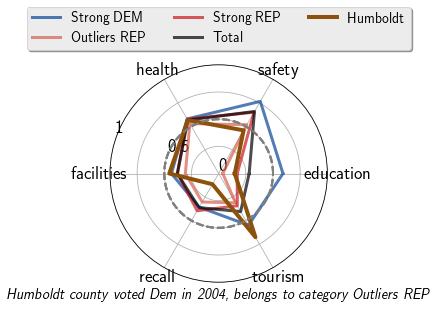 Strong DEM Strong REP Humboldt
Outliers REP Total
health safety
1
0.5
0
facilities education
recall tourism
Humboldt county voted Dem in 2004, belongs to category Outliers REP